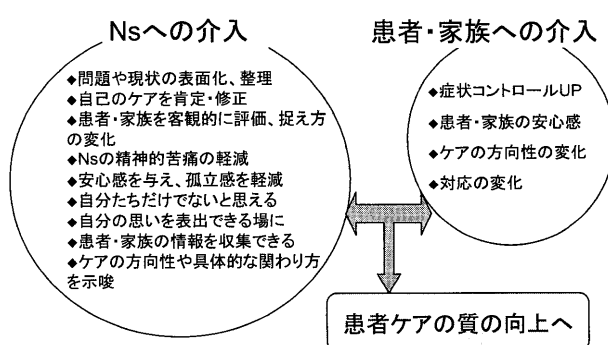 Nsへの介入
◆問題や現状の表面化、整理
◆自己のケアを肯定・修正
◆患者・家族を客観的に評価、捉え方
の変化
◆Nsの精神的苦痛の軽減
◆安心感を与え、孤立感を軽減
◆自分たちだけでないと思える
◆自分の思いを表出できる場に
◆患者・家族の情報を収集できる
◆ケアの方向性や具体的な関わり方
を示唆
患者・家族への介入
◆症状コントロールUP
◆患者・家族の安心感
◆ケアの方向性の変化
◆対応の変化
患者ケアの質の向上へ